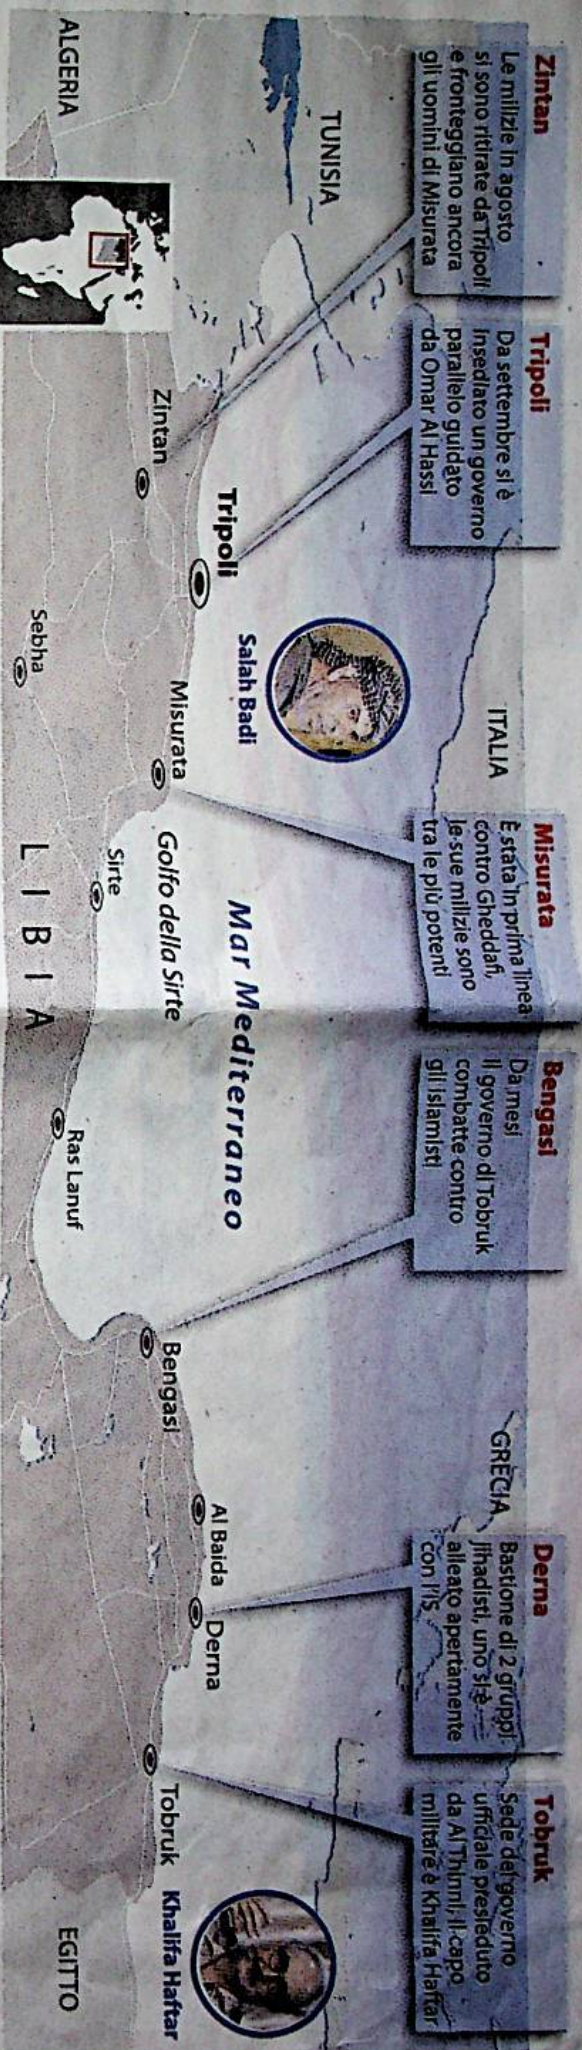 Zintan
Le milizie in agosto
si sono ritirate da Tripoli
e fronteggiano ancora
gli uomini di Misurata
Tripoli
Da settembre si è
insediato un governo
parallelo guidato
da Omar Al Hassi
Misurata
È stata in prima linea
contro Gheddafi,
le sue milizie sono
tra le più potenti
Bengasi
Da mesi
il governo di Tobruk
combatte contro
gli islamisti
Derna
Bastione di 2 gruppi
jihadisti, uno si è
alleato apertamente
con l'IS
Tobruk
Sede del governo
ufficiale presieduto
da Al Thinni, il capo
militare è Khalifa Haftar
ALGERIA
TUNISIA
ITALIA
GRECIA
Zintan
Tripoli
Salah Badi
Sebha
Misurata
Sirte
Golfo della Sirte
Mar Mediterraneo
LIBIA
Ras Lanuf
Bengasi
Al Baida
Derna
Tobruk
Khalifa Haftar
EGITTO